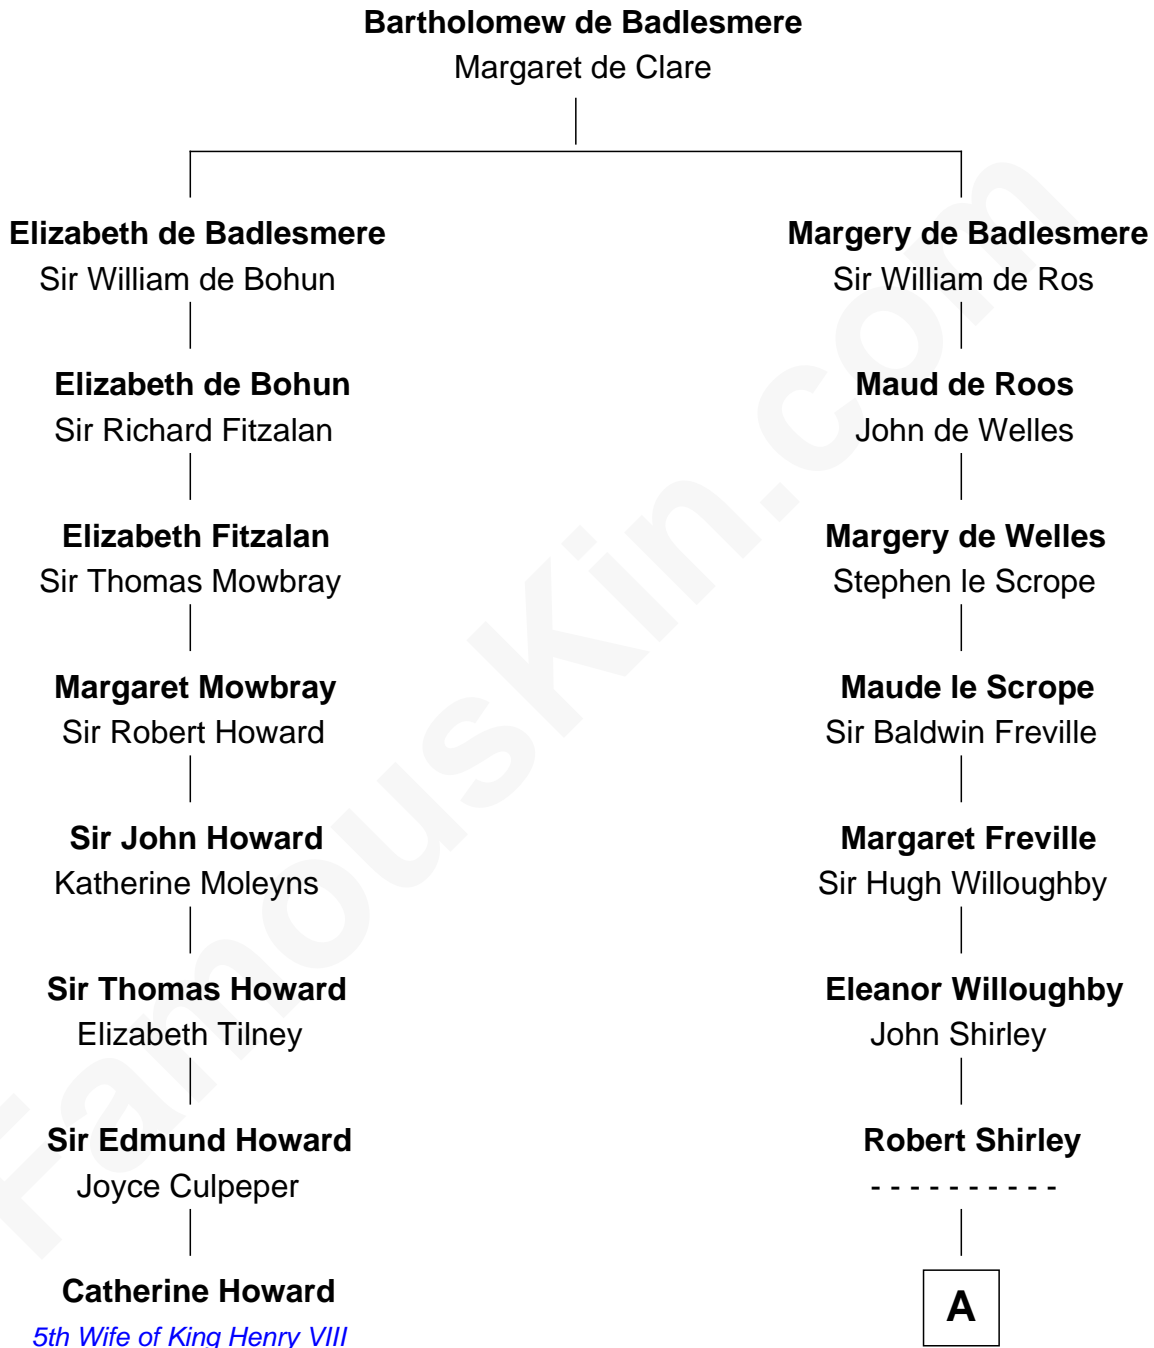 Bartholomew de Badlesmere
Margaret de Clare
Elizabeth de Badlesmere
Sir William de Bohun
Elizabeth de Bohun
Sir Richard Fitzalan
Elizabeth Fitzalan
Sir Thomas Mowbray
Margaret Mowbray
Sir Robert Howard
Sir John Howard
Katherine Moleyns
Sir Thomas Howard
Elizabeth Tilney
Sir Edmund Howard
Joyce Culpeper
Catherine Howard
5th Wife of King Henry VIII
Margery de Badlesmere
Sir William de Ros
Maud de Roos
John de Welles
Margery de Welles
Stephen le Scrope
Maude le Scrope
Sir Baldwin Freville
Margaret Freville
Sir Hugh Willoughby
Eleanor Willoughby
John Shirley
Robert Shirley
- - - - - - - - - -
A
FamousKin.com